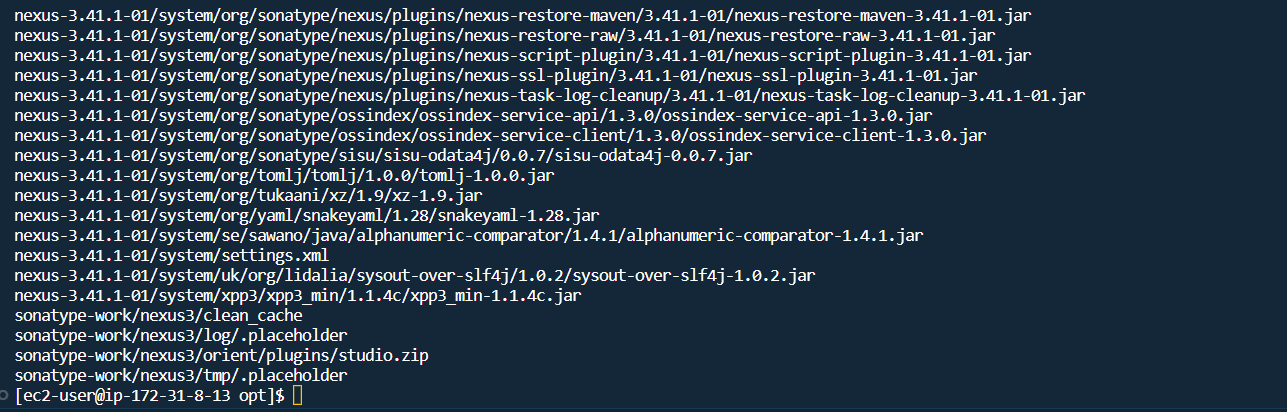 nexus-3.41.1-01/system/org/sonatype/nexus/plugins/nexus-restore-maven/3.41.1-01/nexus-restore-maven-3.41.1-01.jar
nexus-3.41.1-01/system/org/sonatype/nexus/plugins/nexus-restore-raw/3.41.1-01/nexus-restore-raw-3.41.1-01.jar
nexus-3.41.1-01/system/org/sonatype/nexus/plugins/nexus-script-plugin/3.41.1-01/nexus-script-plugin-3.41.1-01.jar
nexus-3.41.1-01/system/org/sonatype/nexus/plugins/nexus-ssl-plugin/3.41.1-01/nexus-ssl-plugin-3.41.1-01.jar
nexus-3.41.1-01/system/org/sonatype/nexus/plugins/nexus-task-log-cleanup/3.41.1-01/nexus-task-log-cleanup-3.41.1-01.jar
nexus-3.41.1-01/system/org/sonatype/ossindex/ossindex-service-api/1.3.0/ossindex-service-api-1.3.0.jar
nexus-3.41.1-01/system/org/sonatype/ossindex/ossindex-service-client/1.3.0/ossindex-service-client-1.3.0.jar
nexus-3.41.1-01/system/org/sonatype/sisu/sisu-odata4j/0.0.7/sisu-odata4j-0.0.7.jar
nexus-3.41.1-01/system/org/tomlj/tomlj/1.0.0/tomlj-1.0.0.jar
nexus-3.41.1-01/system/org/tukaani/xz/1.9/xz-1.9.jar
nexus-3.41.1-01/system/org/yaml/snakeyaml/1.28/snakeyaml-1.28.jar
nexus-3.41.1-01/system/se/sawano/java/alphanumeric-comparator/1.4.1/alphanumeric-comparator-1.4.1.jar
nexus-3.41.1-01/system/settings.xml
nexus-3.41.1-01/system/uk/org/lidalia/sysout-over-slf4j/1.0.2/sysout-over-slf4j-1.0.2.jar
nexus-3.41.1-01/system/xpp3/xpp3_min/1.1.4c/xpp3_min-1.1.4c.jar
sonatype-work/nexus3/clean_cache
sonatype-work/nexus3/log/.placeholder
sonatype-work/nexus3/orient/plugins/studio.zip
sonatype-work/nexus3/tmp/.placeholder
[ec2-user@ip-172-31-8-13 opt]$